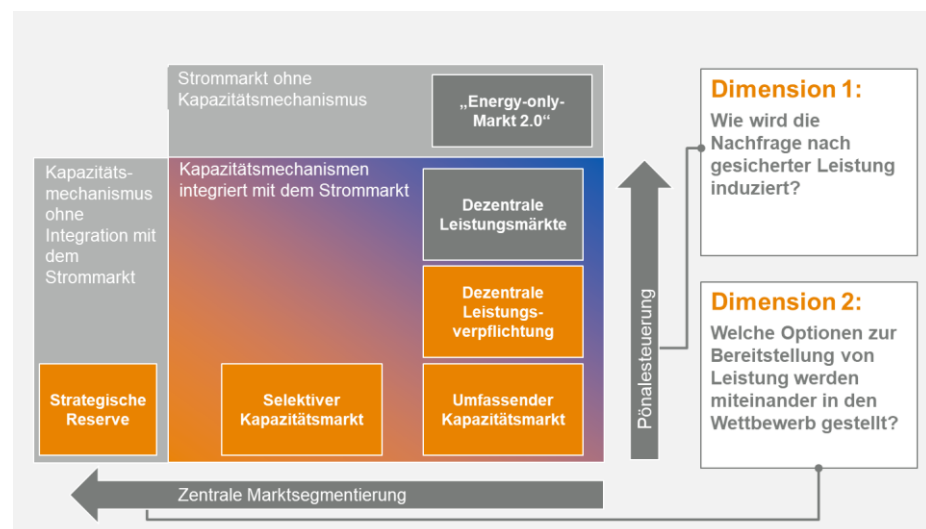 Strommarkt ohne
Kapazitätsmechanismus
„Energy-only-
Markt 2.0“
Kapazitäts-
mechanismus
ohne
Integration mit
dem
Strommarkt
Kapazitätsmechanismen
integriert mit dem Strommarkt
Dezentrale
Leistungsmärkte
Dezentrale
Leistungs-
verpflichtung
Strategische
Reserve
Selektiver
Kapazitätsmarkt
Umfassender
Kapazitätsmarkt
Zentrale Marktsegmentierung
Pönalesteuerung
Dimension 1:
Wie wird die
Nachfrage nach
gesicherter Leistung
induziert?
Dimension 2:
Welche Optionen zur
Bereitstellung von
Leistung werden
miteinander in den
Wettbewerb gestellt?